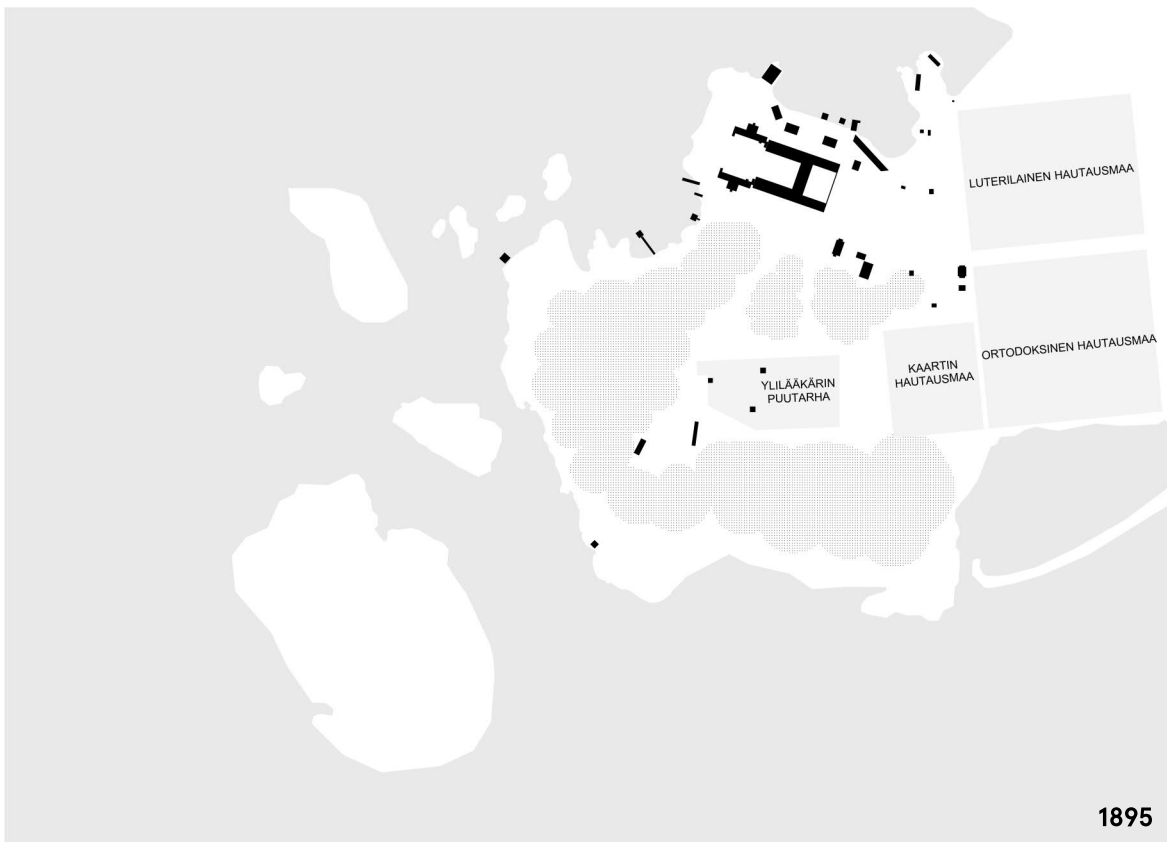 LUTERILAINEN HAUTAUSMAA
ORTODOKSINEN HAUTAUSMAA
KAARTIN
HAUTAUSMAA
YLILÄÄKÄRIN
PUUTARHA
1895